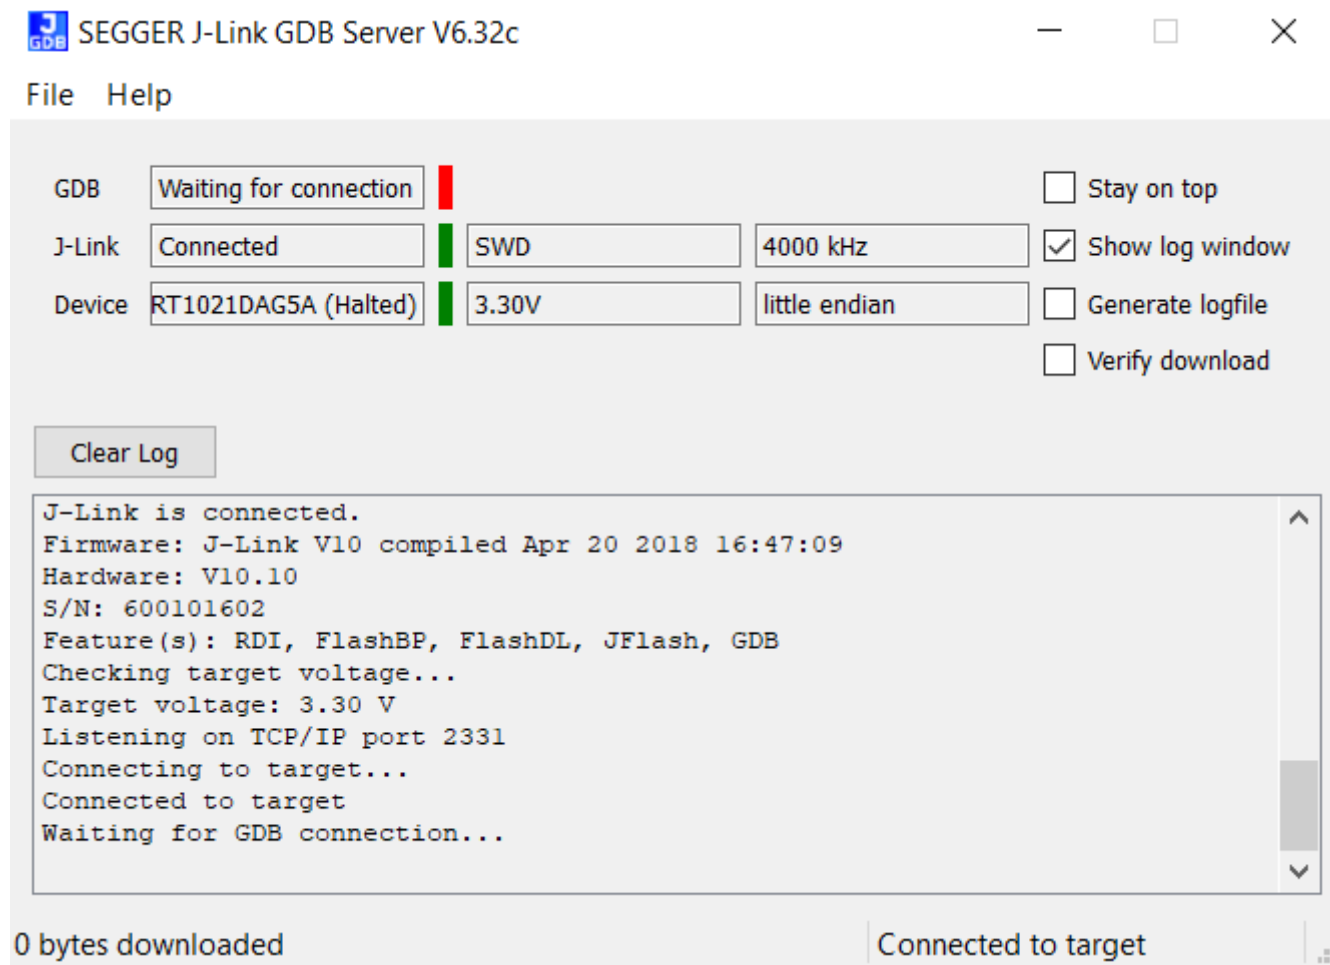 J
GDB
SEGGER J-Link GDB Server V6.32c
File Help
GDB Waiting for connection Stay on top
J-Link Connected SWD 4000 kHz Show log window
Device RT1021DAG5A (Halted) 3.30V little endian Generate logfile
Verify download
Clear Log
J-Link is connected.
Firmware: J-Link V10 compiled Apr 20 2018 16:47:09
Hardware: V10.10
S/N: 600101602
Feature(s): RDI, FlashBP, FlashDL, JFlash, GDB
Checking target voltage...
Target voltage: 3.30 V
Listening on TCP/IP port 2331
Connecting to target...
Connected to target
Waiting for GDB connection...
0 bytes downloaded Connected to target